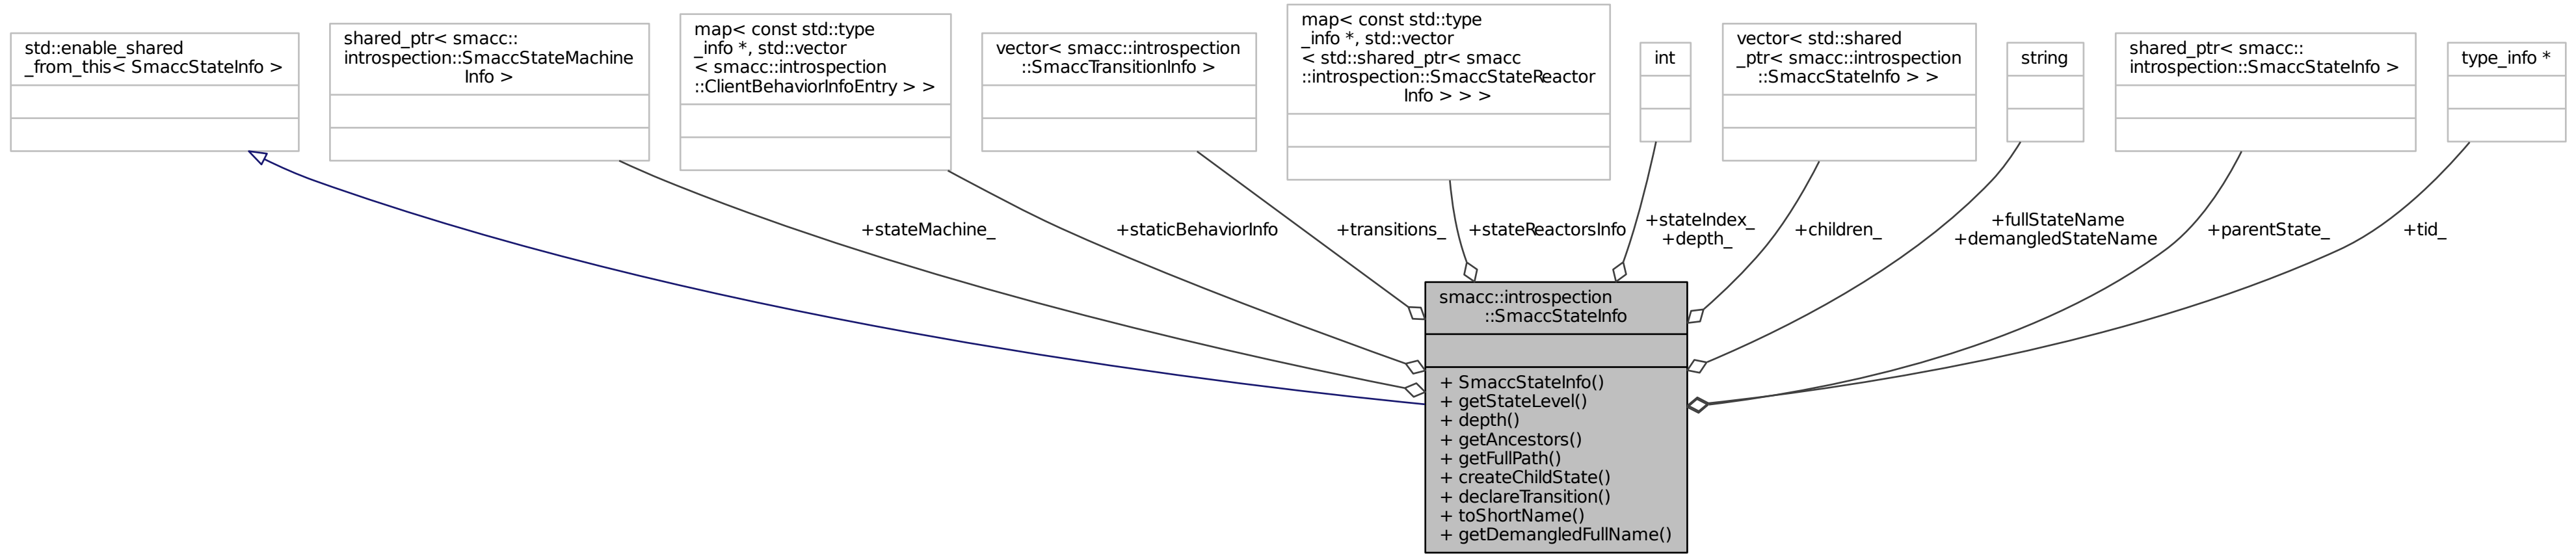 std::enable_shared
_from_this< SmaccStateInfo >
shared_ptr< smacc::
introspection::SmaccStateMachine
Info >
map< const std::type
_info *, std::vector
< smacc::introspection
::ClientBehaviorInfoEntry > >
vector< smacc::introspection
::SmaccTransitionInfo >
map< const std::type
_info *, std::vector
< std::shared_ptr< smacc
::introspection::SmaccStateReactor
Info > > >
int
vector< std::shared
_ptr< smacc::introspection
::SmaccStateInfo > >
string
shared_ptr< smacc::
introspection::SmaccStateInfo >
type_info *
+stateMachine_
+staticBehaviorInfo
+transitions_
+stateReactorsInfo
+stateIndex_
+depth_
+children_
+fullStateName
+demangledStateName
+parentState_
+tid_
smacc::introspection
::SmaccStateInfo
+ SmaccStateInfo()
+ getStateLevel()
+ depth()
+ getAncestors()
+ getFullPath()
+ createChildState()
+ declareTransition()
+ toShortName()
+ getDemangledFullName()